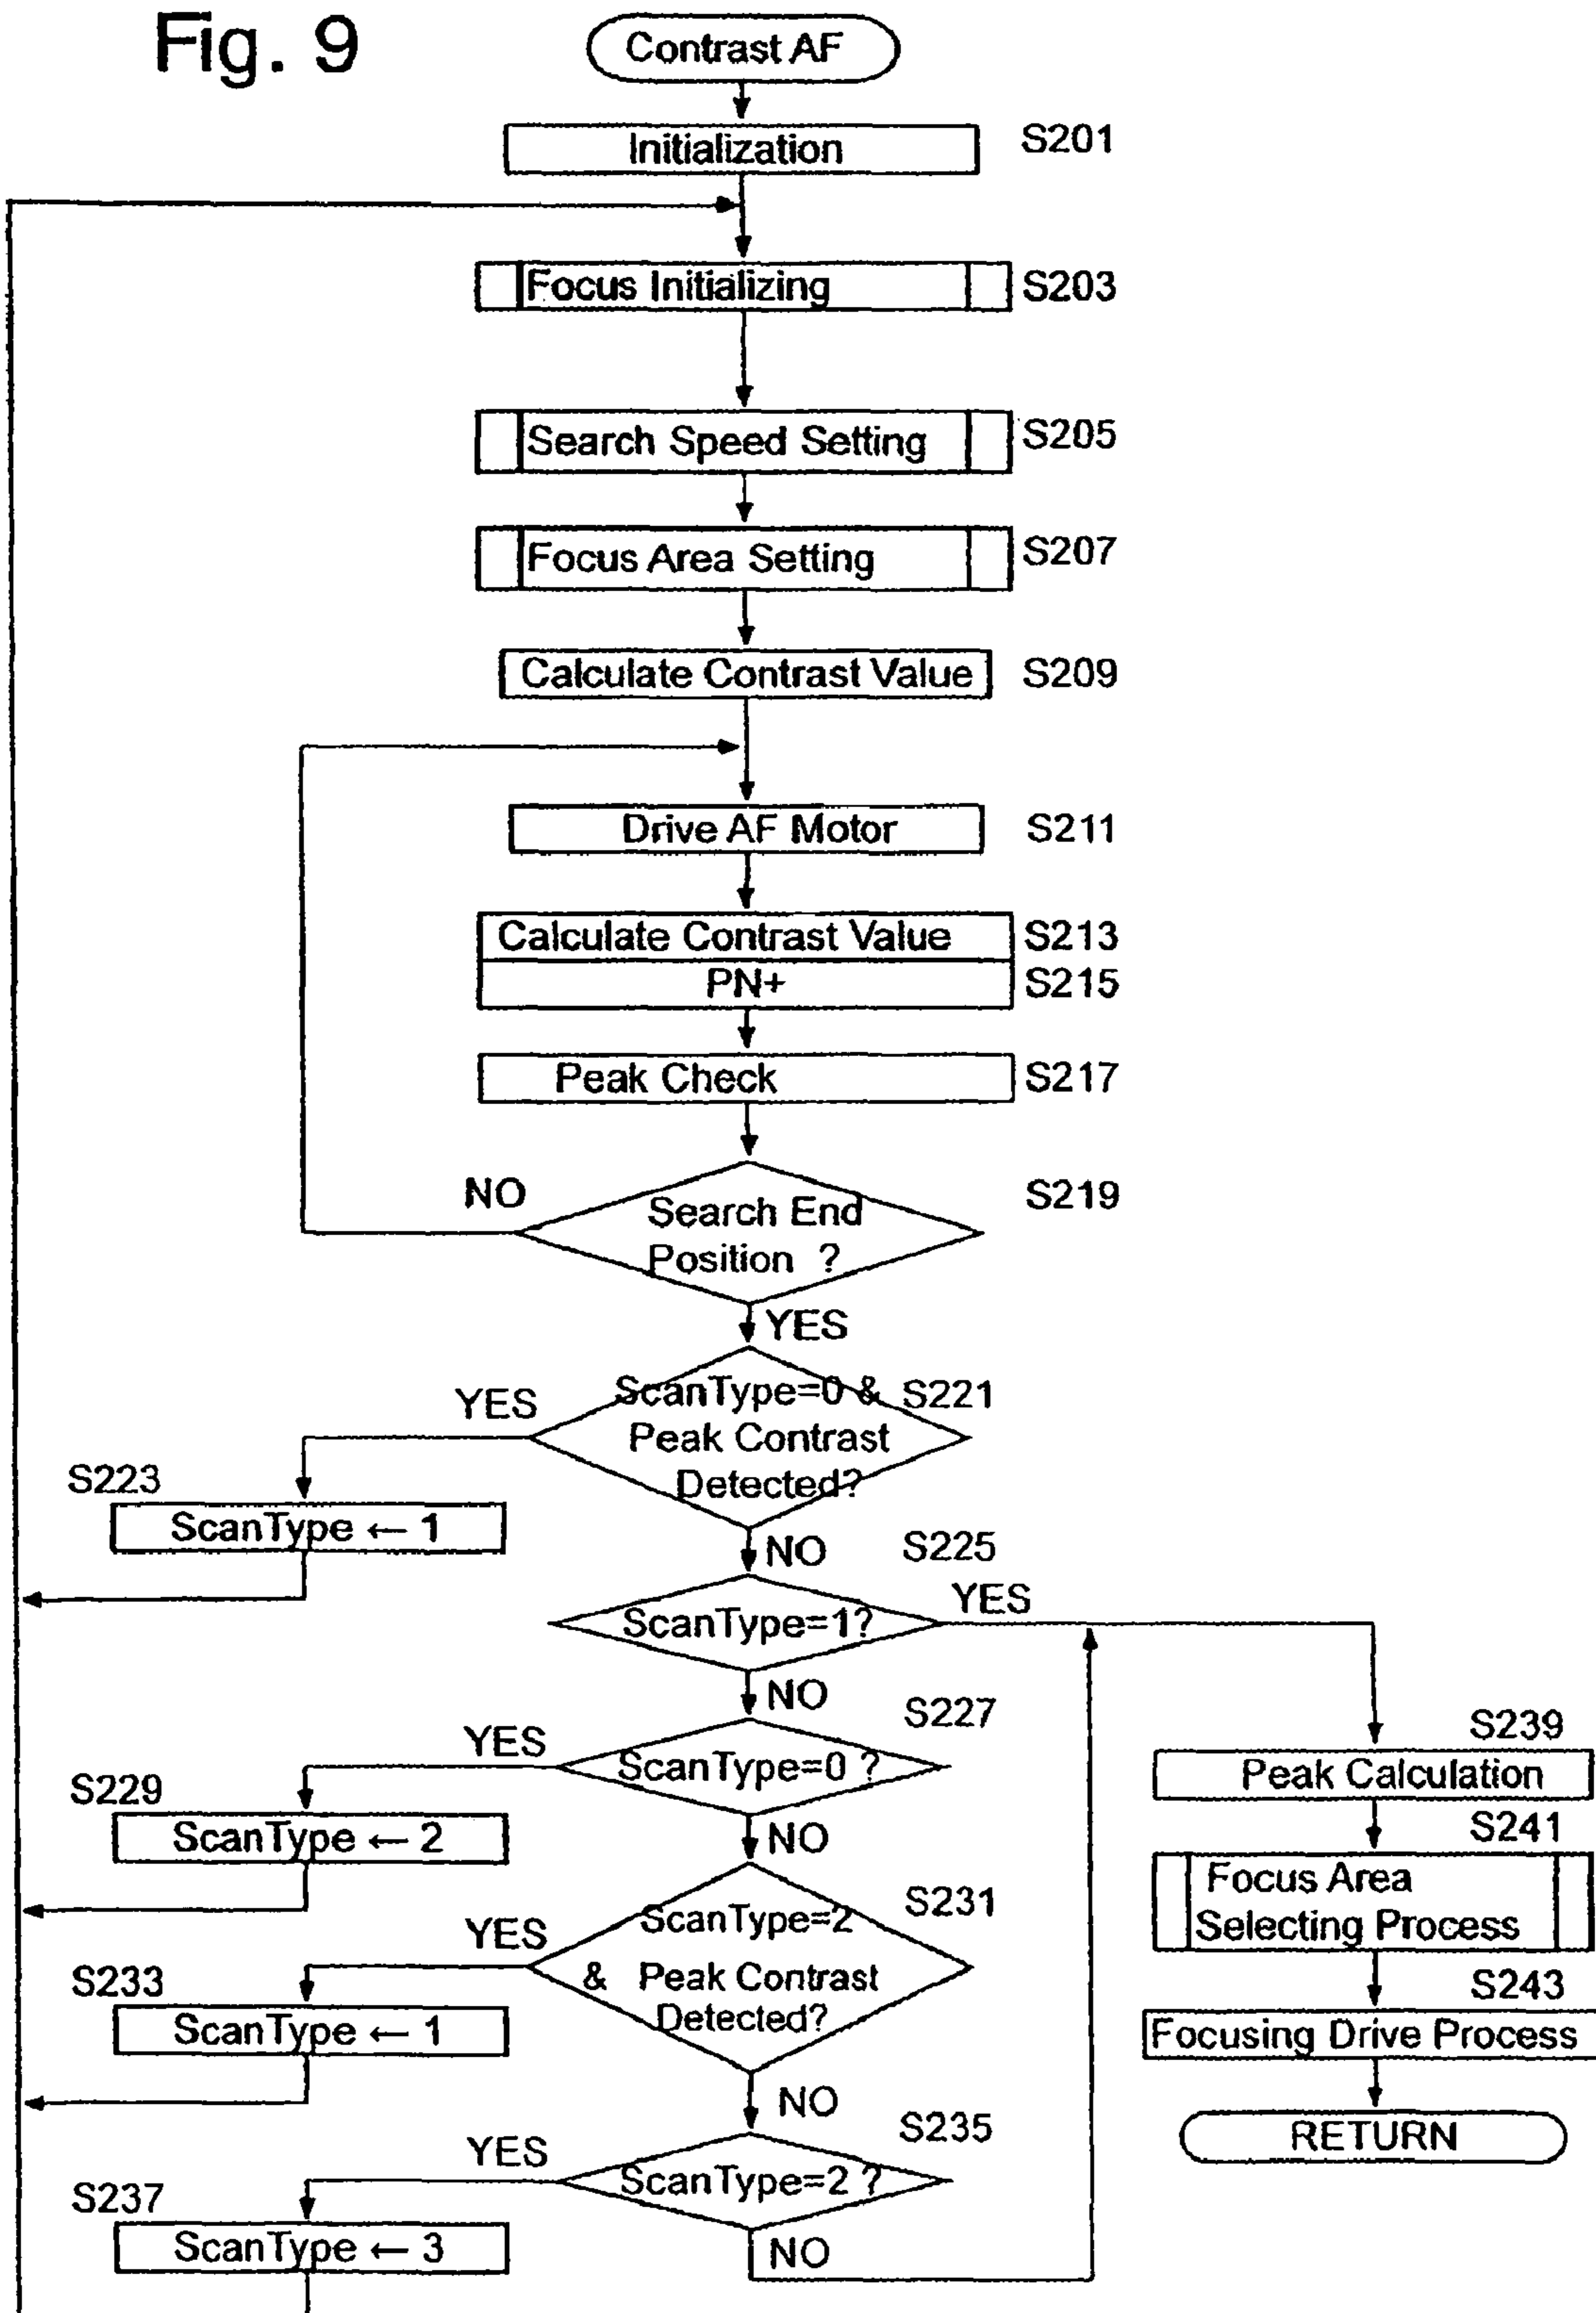 Fig. 9
Contrast AF
Initialization
S201
Focus Initializing
S203
Search Speed Setting
S205
Focus Area Setting
S207
Calculate Contrast Value
S209
Drive AF Motor
S211
Calculate Contrast Value
S213
PN+
S215
Peak Check
S217
NO
Search End
Position ?
S219
YES
YES
ScanType=0 &
Peak Contrast
Detected?
S221
S223
ScanType ← 1
NO
S225
ScanType=1?
YES
NO
S227
YES
ScanType=0 ?
S229
ScanType ← 2
NO
S231
YES
ScanType=2
& Peak Contrast
Detected?
S233
ScanType ← 1
NO
S235
YES
ScanType=2 ?
S237
ScanType ← 3
NO
S239
Peak Calculation
S241
Focus Area
Selecting Process
S243
Focusing Drive Process
RETURN